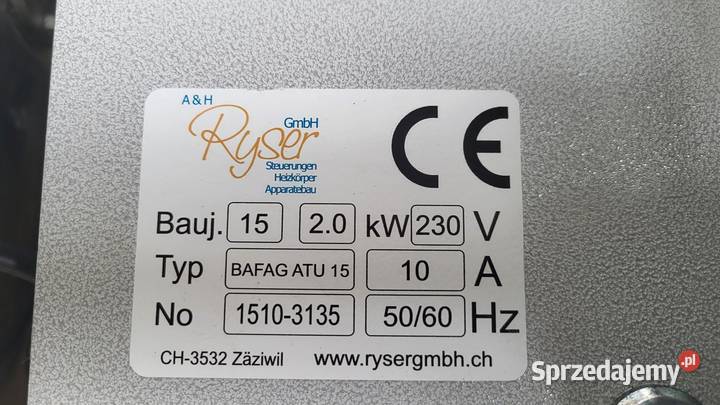 A & H
Ryser GmbH
Steuerungen
Heizkörper
Apparatebau
CE
Bauj. 15 2.0 kW 230 V
Typ BAFAG ATU 15 10 A
No 1510-3135 50/60 Hz
CH-3532 Zäziwil www.rysergmbh.ch
Sprzedajemy.pl